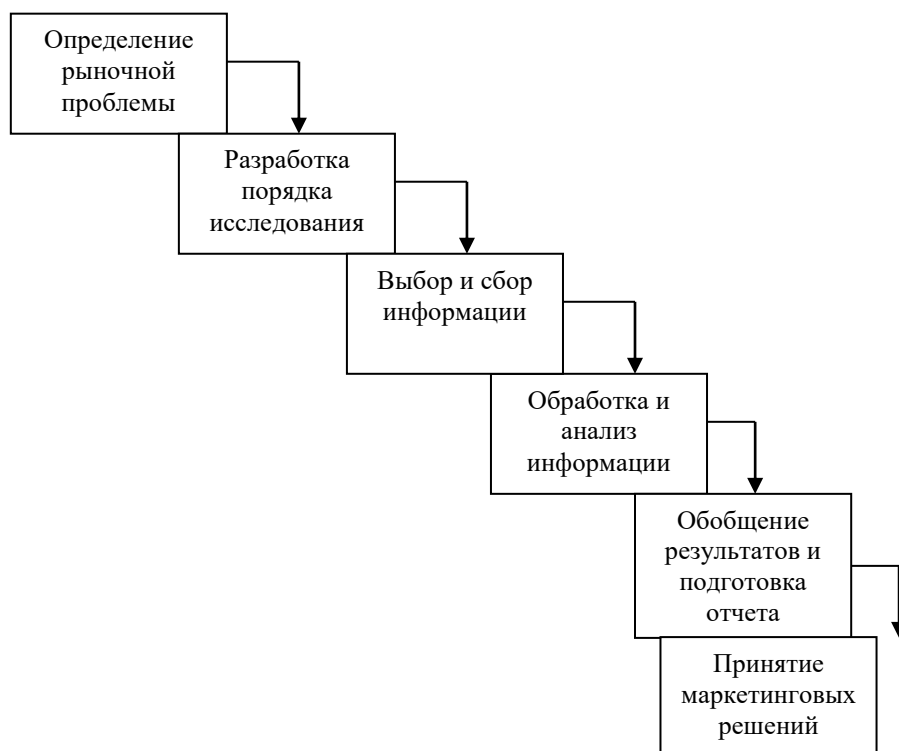 Определение
рыночной
проблемы
Разработка
порядка
исследования
Выбор и сбор
информации
Обработка и
анализ
информации
Обобщение
результатов и
подготовка
отчета
Принятие
маркетинговых
решений